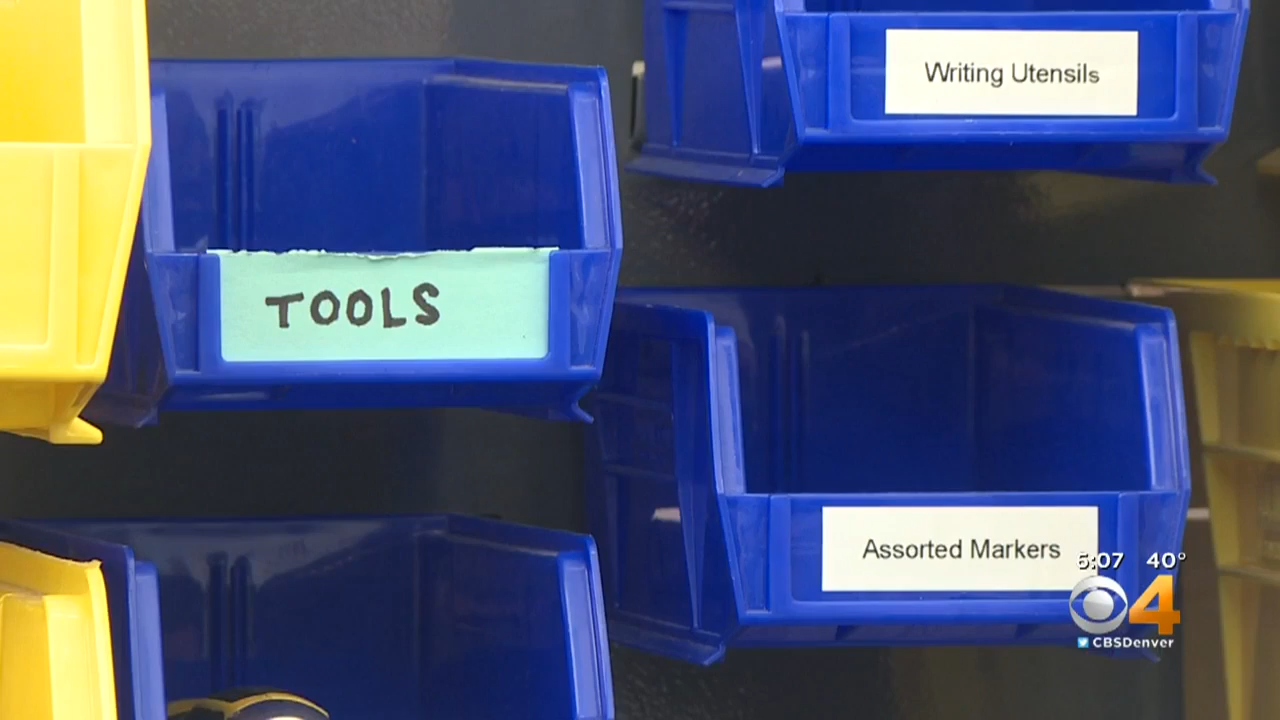 Writing Utensils
TOOLS
Assorted Markers
5:07 40°
4
CBSDenver